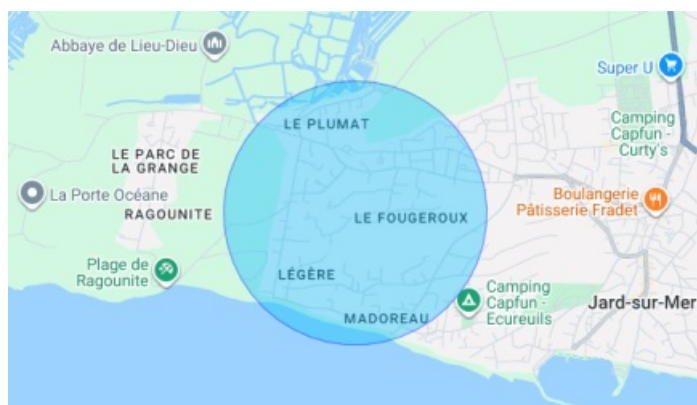 Abbaye de Lieu-Dieu
Super U
LE PLUMAT
Camping
Capfun -
Curty's
LE PARC DE
LA GRANGE
La Porte Océane
RAGOUNITE
LE FOUGEROUX
Boulangerie
Pâtisserie Fradet
Plage de
Ragounite
LÉGÈRE
Camping
Capfun -
Ecureuils
MADOREAU
Jard-sur-Mer